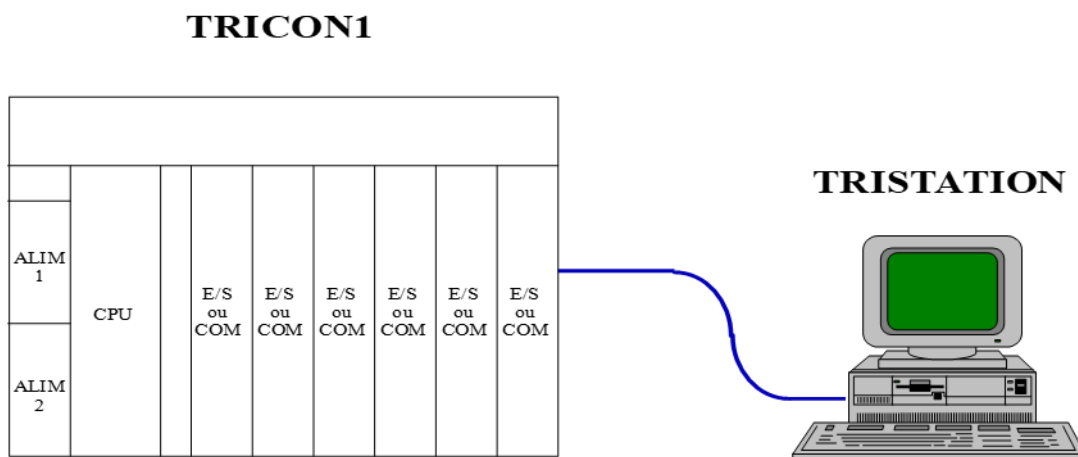 TRICON1
TRISTATION
ALIM
1
CPU
E/S
ou
COM
E/S
ou
COM
E/S
ou
COM
E/S
ou
COM
E/S
ou
COM
E/S
ou
COM
ALIM
2